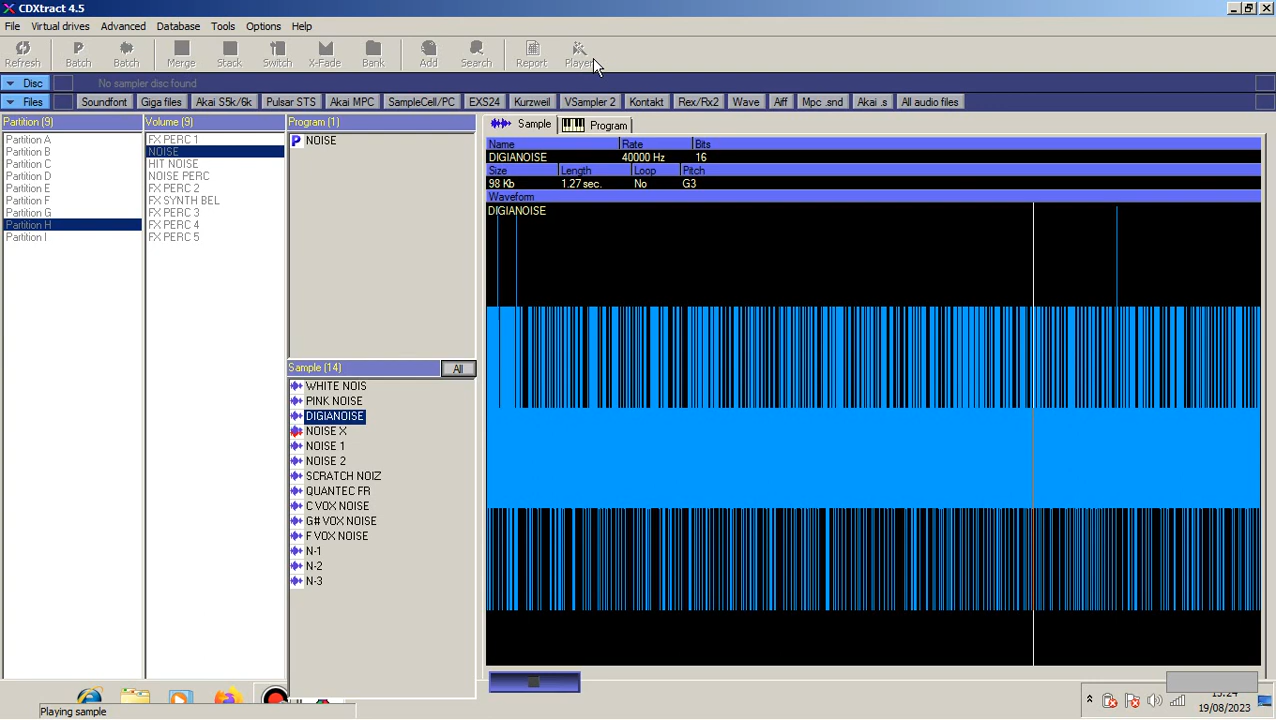 CDXtract 4.5
File Virtual drives Advanced Database Tools Options Help
Refresh Batch Batch Merge Stack Switch X-Fade Bank Add Search Report Player
Disc No sampler disc found
Files Soundfont Giga files Akai S5k/6k Pulsar STS Akai MPC SampleCell/PC EXS24 Kurzweil VSampler 2 Kontakt Rex/Rx2 Wave Aiff Mpc .snd Akai .s All audio files
Partition (9)
Partition A
Partition B
Partition C
Partition D
Partition E
Partition F
Partition G
Partition H
Partition I
Volume (9)
FX PERC 1
NOISE
HIT NOISE
NOISE PERC
FX PERC 2
FX SYNTH BEL
FX PERC 3
FX PERC 4
FX PERC 5
Program (1)
P NOISE
Sample (14) All
WHITE NOIS
PINK NOISE
DIGIANOISE
NOISE X
NOISE 1
NOISE 2
SCRATCH NOIZ
QUANTEC FR
C VOX NOISE
G# VOX NOISE
F VOX NOISE
N-1
N-2
N-3
Sample Program
Name Rate Bits
DIGIANOISE 40000 Hz 16
Size Length Loop Pitch
98 Kb 1.27 sec. No G3
Waveform
DIGIANOISE
Playing sample
19/08/2023